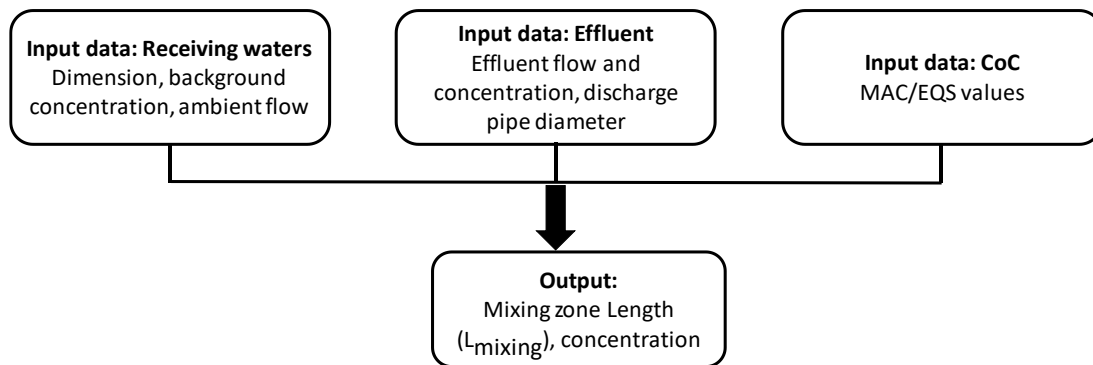 Input data: Receiving waters
Dimension, background
concentration, ambient flow
Input data: Effluent
Effluent flow and
concentration, discharge
pipe diameter
Input data: CoC
MAC/EQS values
Output:
Mixing zone Length
(Lmixing), concentration